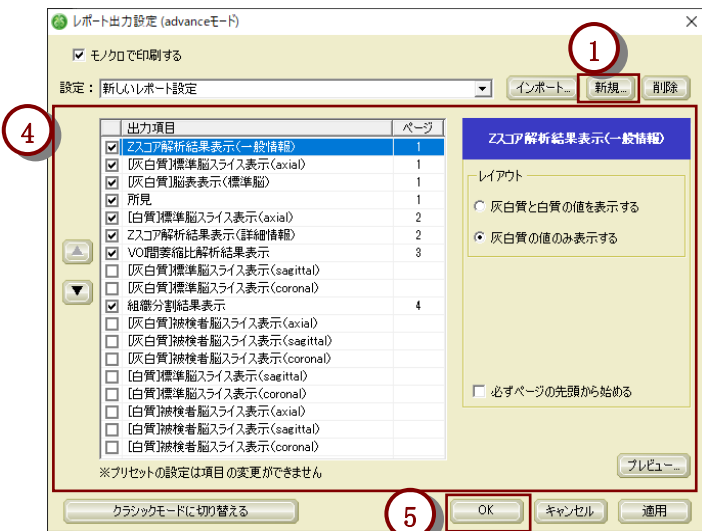 レポート出力設定 (advanceモード)
モノクロで印刷する
1
設定： 新しいレポート設定 インポート... 新規... 削除
4
出力項目 ページ
Zスコア解析結果表示(一般情報) 1
[灰白質]標準脳スライス表示(axial) 1
[灰白質]脳表表示(標準脳) 1
所見 1
[白質]標準脳スライス表示(axial) 2
Zスコア解析結果表示(詳細情報) 2
VOI間萎縮比解析結果表示 3
[灰白質]標準脳スライス表示(sagittal)
[灰白質]標準脳スライス表示(coronal)
組織分割結果表示 4
[灰白質]被検者脳スライス表示(axial)
[灰白質]被検者脳スライス表示(sagittal)
[灰白質]被検者脳スライス表示(coronal)
[白質]標準脳スライス表示(sagittal)
[白質]標準脳スライス表示(coronal)
[白質]被検者脳スライス表示(axial)
[白質]被検者脳スライス表示(sagittal)
[白質]被検者脳スライス表示(coronal)
※プリセットの設定は項目の変更ができません
Zスコア解析結果表示(一般情報)
レイアウト
灰白質と白質の値を表示する
灰白質の値のみ表示する
必ずページの先頭から始める
プレビュー...
クラシックモードに切り替える
5
OK キャンセル 適用